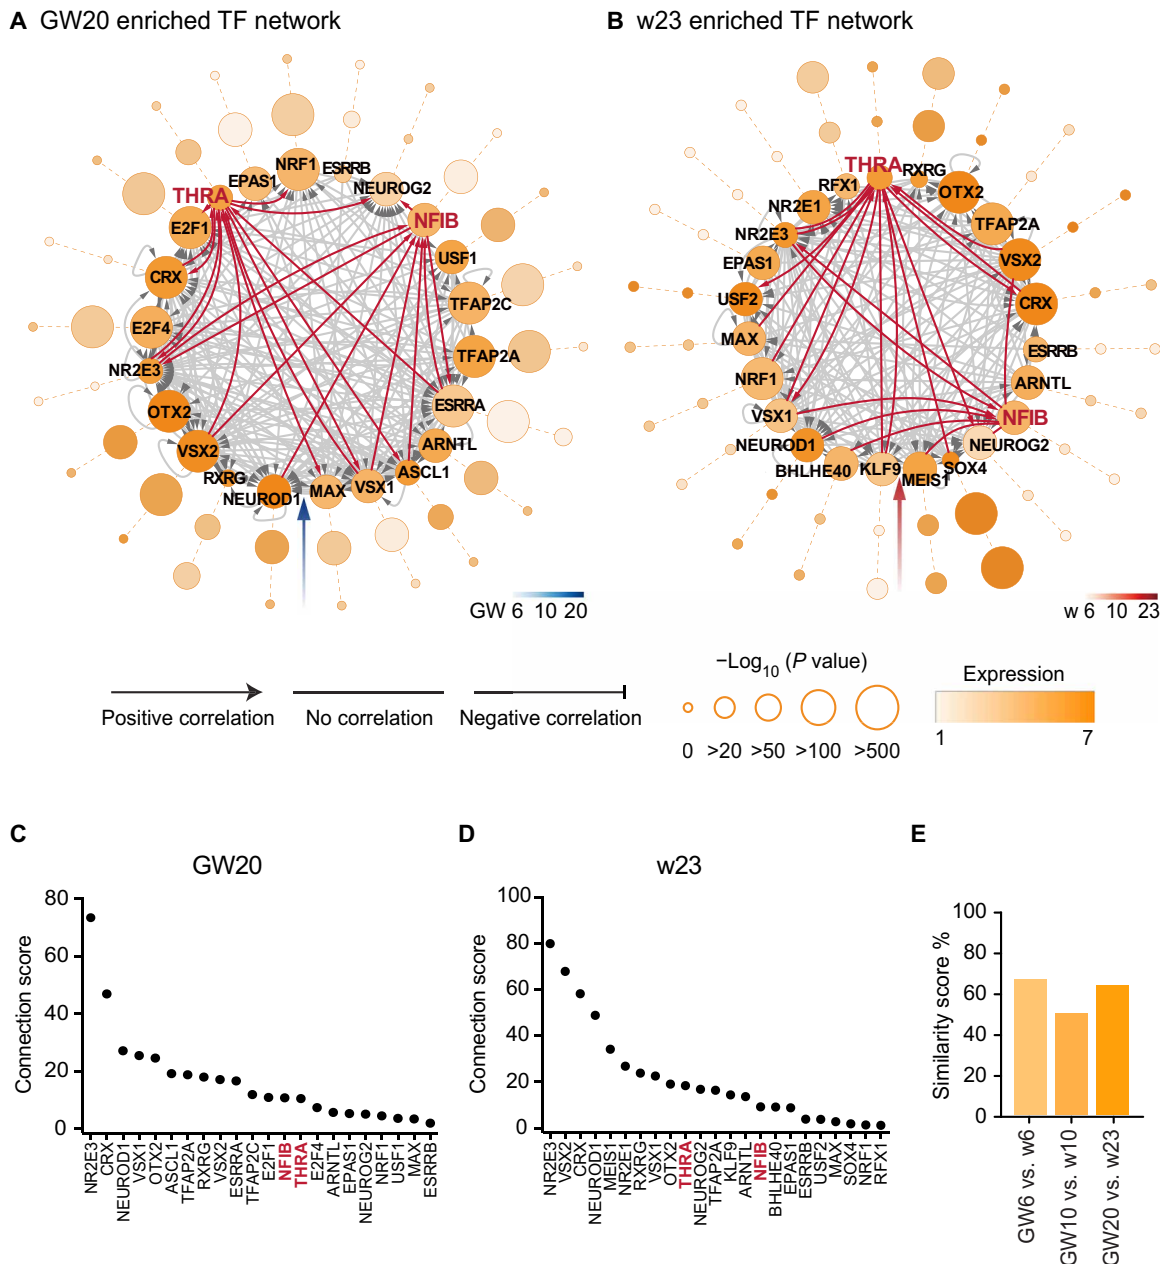 A GW20 enriched TF network
NRF1
ESRRB
EPAS1
NEUROG2
THRA
NFIB
E2F1
USF1
CRX
TFAP2C
E2F4
TFAP2A
NR2E3
ESRRA
OTX2
ARNTL
VSX2
ASCL1
RXRG
VSX1
NEUROD1
MAX
GW 6 10 20
B w23 enriched TF network
THRA
RXRG
RFX1
OTX2
NR2E1
TFAP2A
NR2E3
VSX2
EPAS1
USF2
CRX
MAX
ESRRB
NRF1
ARNTL
VSX1
NFIB
NEUROD1
NEUROG2
BHLHE40
KLF9
SOX4
MEIS1
w 6 10 23
Positive correlation
No correlation
Negative correlation
−Log10 (P value)
0 >20 >50 >100 >500
Expression
1 7
C
GW20
Connection score
80
60
40
20
0
NR2E3
CRX
NEUROD1
VSX1
OTX2
ASCL1
TFAP2A
RXRG
VSX2
ESRRA
TFAP2C
E2F1
NFIB
THRA
E2F4
ARNTL
EPAS1
NEUROG2
NRF1
USF1
MAX
ESRRB
D
w23
Connection score
100
80
60
40
20
0
NR2E3
VSX2
CRX
NEUROD1
MEIS1
NR2E1
RXRG
VSX1
OTX2
THRA
NEUROG2
TFAP2A
KLF9
ARNTL
NFIB
BHLHE40
EPAS1
ESRRB
USF2
MAX
SOX4
NRF1
RFX1
E
Similarity score %
100
80
60
40
20
0
GW6 vs. w6
GW10 vs. w10
GW20 vs. w23